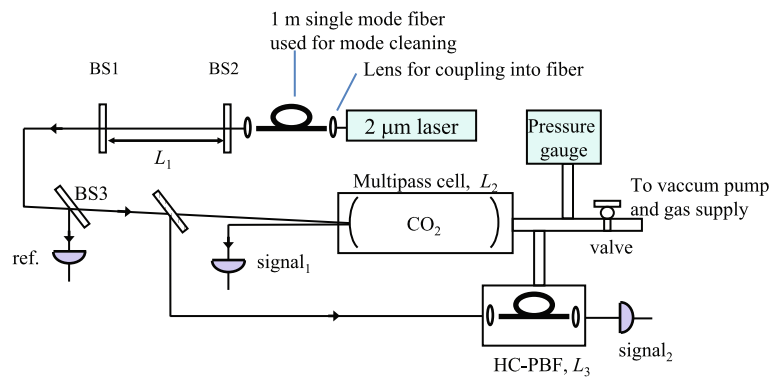 1 m single mode fiber
used for mode cleaning
BS1
BS2
Lens for coupling into fiber
2 μm laser
L1
Pressure
gauge
BS3
Multipass cell, L2
To vaccum pump
and gas supply
CO2
valve
ref.
signal1
HC-PBF, L3
signal2